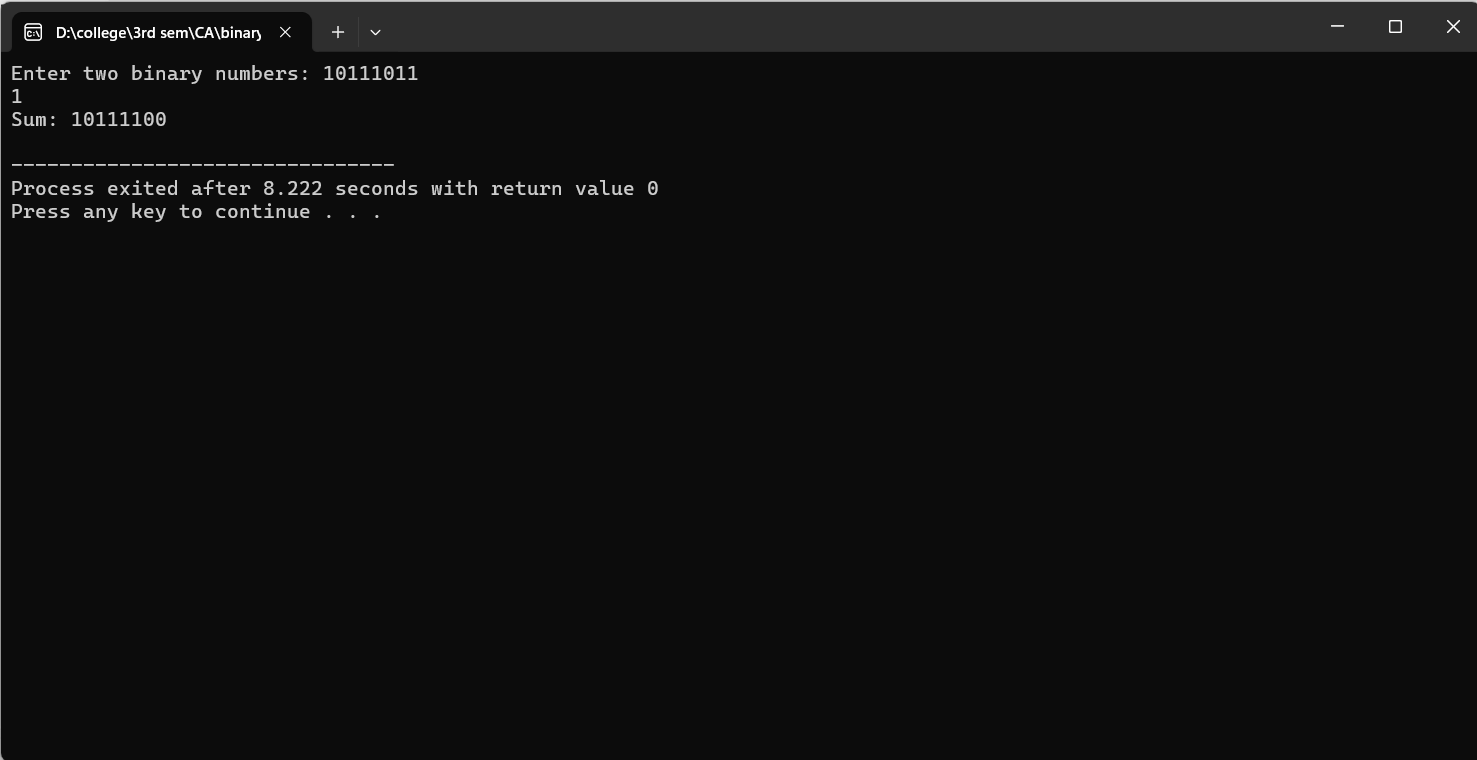 D:\college\3rd sem\CA\binary
Enter two binary numbers: 10111011
1
Sum: 10111100
--------------------------------
Process exited after 8.222 seconds with return value 0
Press any key to continue . . .